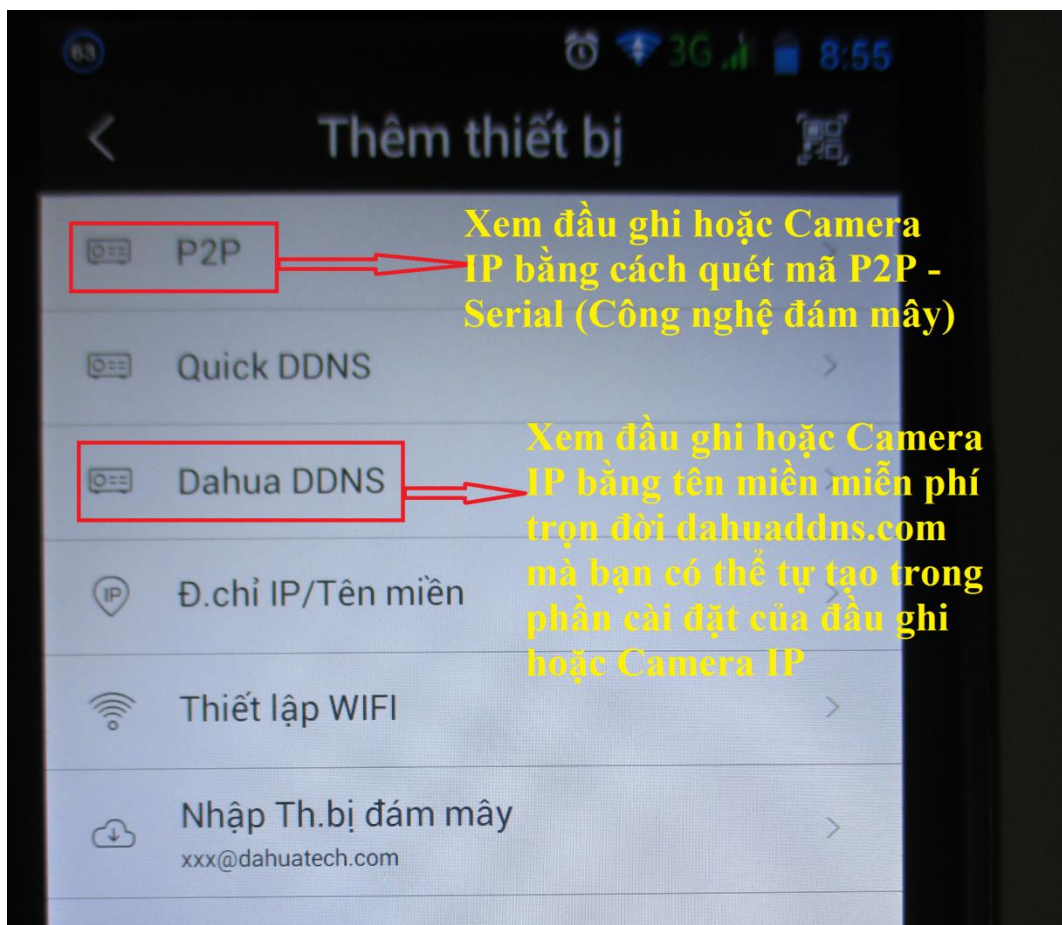 63 3G 8:55
Thêm thiết bị
P2P
Xem đầu ghi hoặc Camera
IP bằng cách quét mã P2P -
Serial (Công nghệ đám mây)
Quick DDNS
Dahua DDNS
Xem đầu ghi hoặc Camera
IP bằng tên miền miễn phí
trọn đời dahuaddns.com
mà bạn có thể tự tạo trong
phần cài đặt của đầu ghi
hoặc Camera IP
IP Đ.chỉ IP/Tên miền
Thiết lập WIFI
Nhập Th.bị đám mây
xxx@dahuatech.com